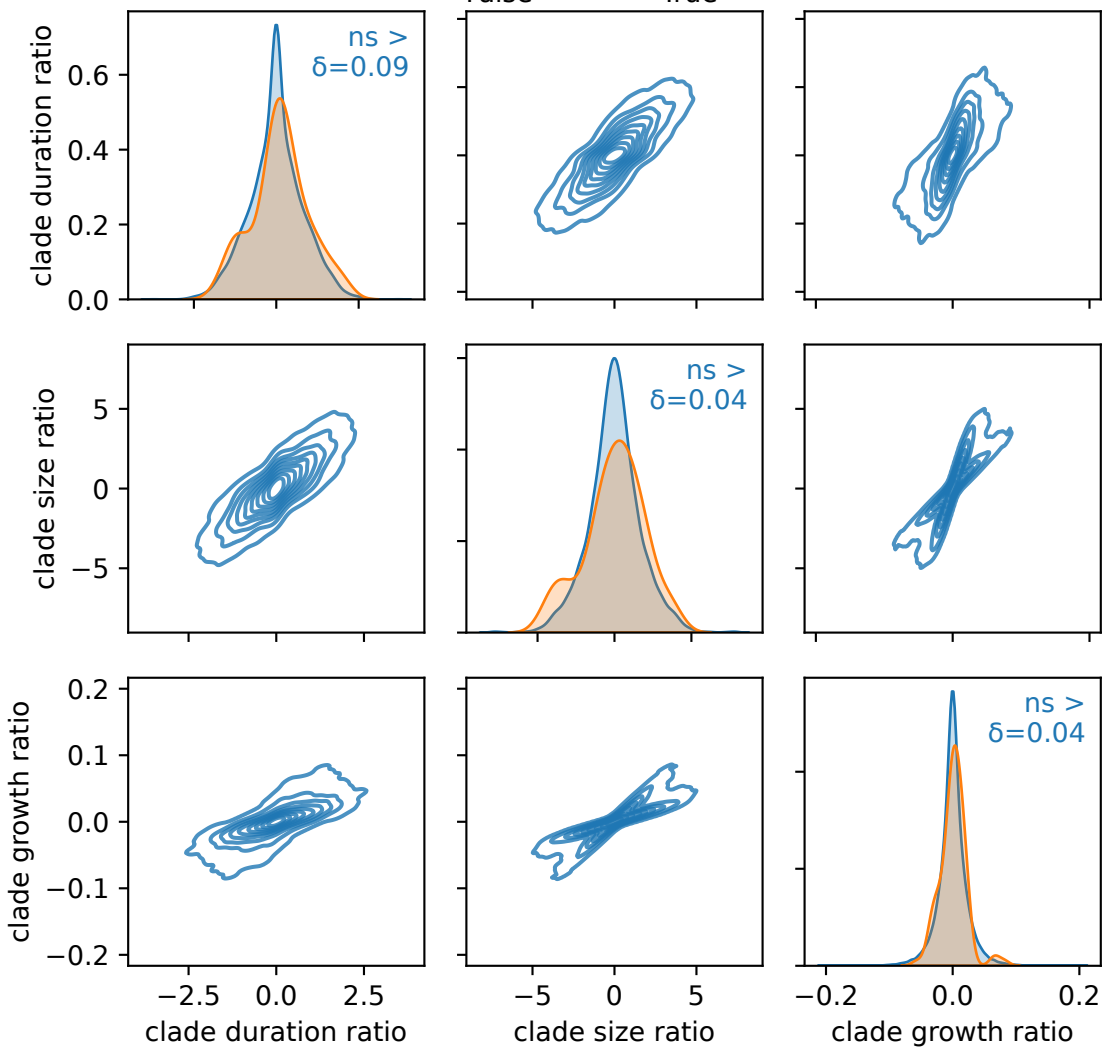 True
clade duration ratio
0.6
0.4
0.2
0.0
ns >
δ=0.09
clade size ratio
5
0
−5
ns >
δ=0.04
clade growth ratio
0.2
0.1
0.0
−0.1
−0.2
ns >
δ=0.04
−2.5
0.0
2.5
−5
0
5
−0.2
0.0
0.2
clade duration ratio
clade size ratio
clade growth ratio